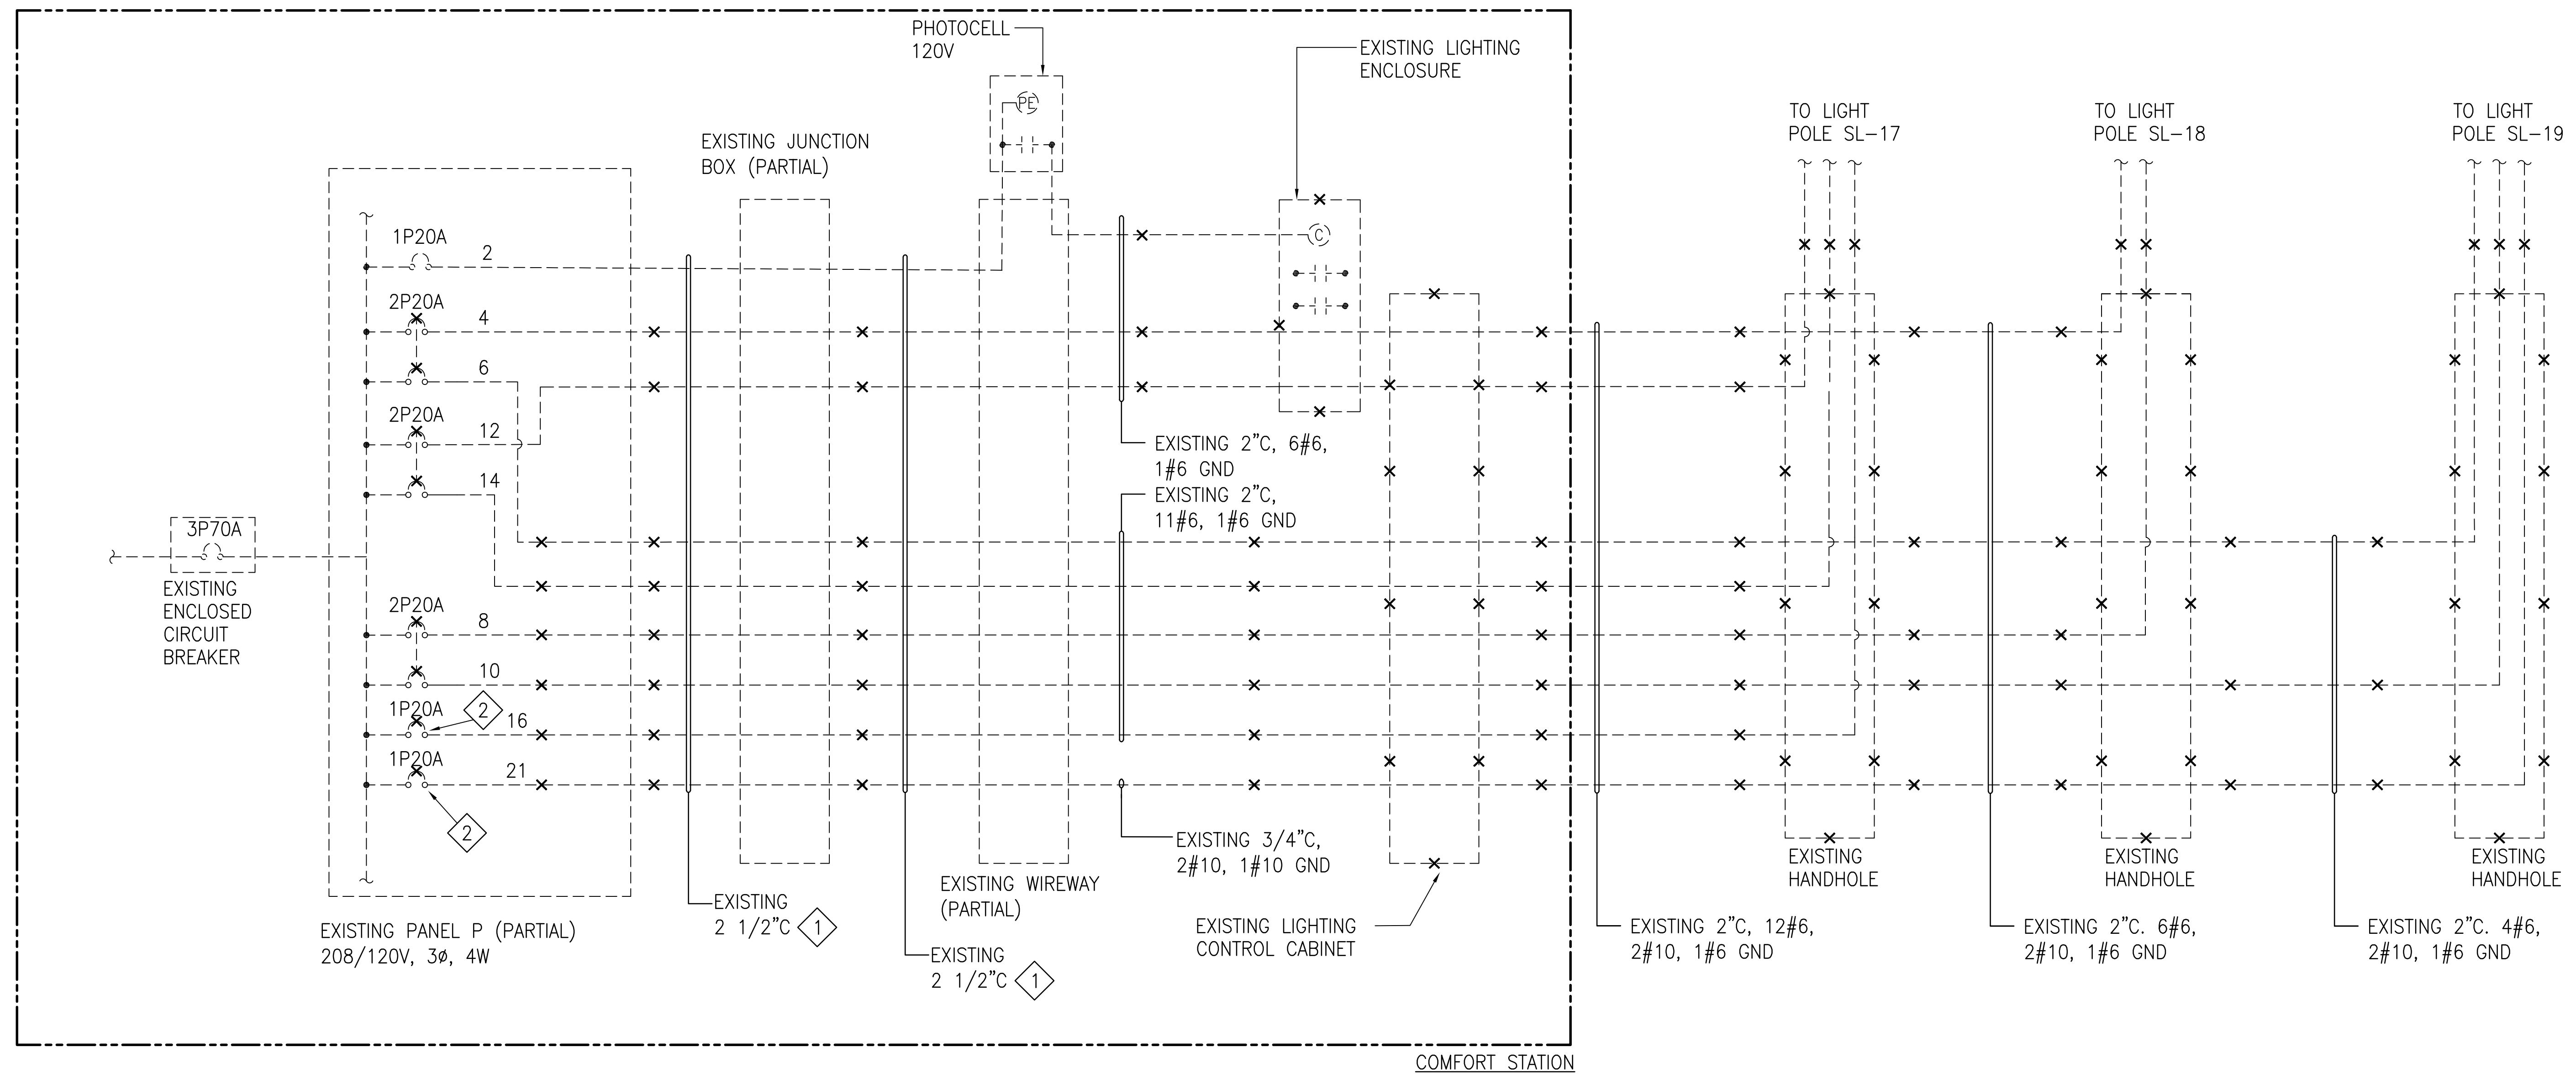 PHOTOCELL
120V
EXISTING LIGHTING
ENCLOSURE
PE
TO LIGHT
POLE SL-17
TO LIGHT
POLE SL-18
TO LIGHT
POLE SL-19
EXISTING JUNCTION
BOX (PARTIAL)
1P20A
2
C
2P20A
4
6
2P20A
12
14
EXISTING 2"C, 6#6,
1#6 GND
EXISTING 2"C,
11#6, 1#6 GND
3P70A
EXISTING
ENCLOSED
CIRCUIT
BREAKER
2P20A
8
10
1P20A
2
16
1P20A
21
2
EXISTING 3/4"C,
2#10, 1#10 GND
EXISTING WIREWAY
(PARTIAL)
EXISTING
HANDHOLE
EXISTING
HANDHOLE
EXISTING
HANDHOLE
EXISTING
2 1/2"C 1
EXISTING PANEL P (PARTIAL)
208/120V, 3ø, 4W
EXISTING
2 1/2"C 1
EXISTING LIGHTING
CONTROL CABINET
EXISTING 2"C, 12#6,
2#10, 1#6 GND
EXISTING 2"C. 6#6,
2#10, 1#6 GND
EXISTING 2"C. 4#6,
2#10, 1#6 GND
COMFORT STATION